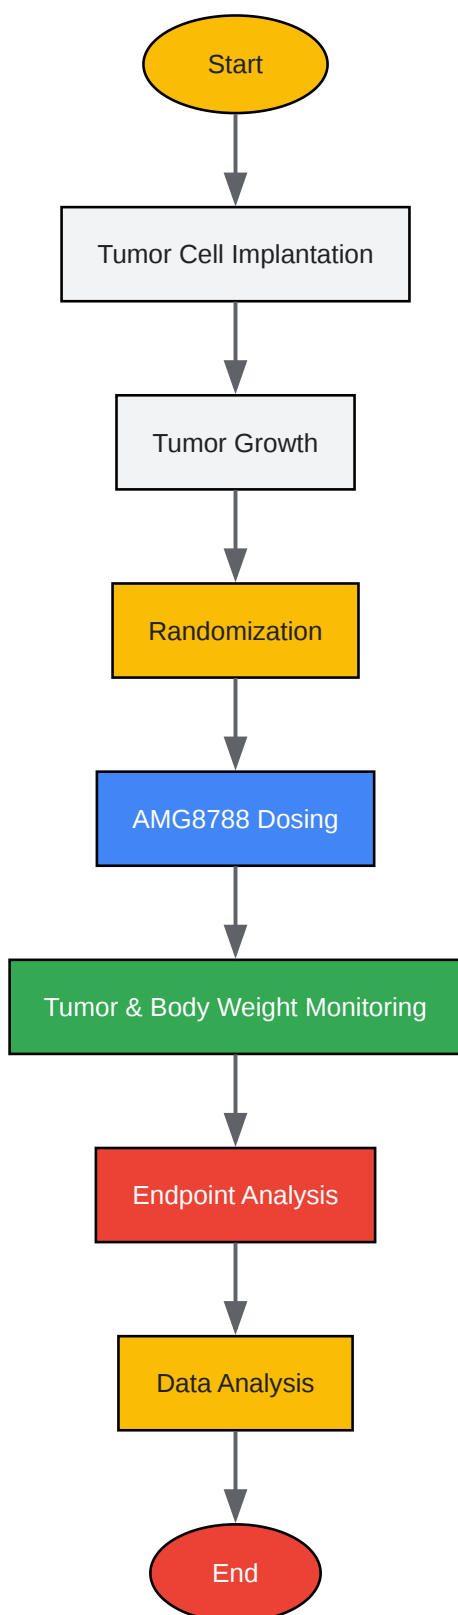 Start
Tumor Cell Implantation
Tumor Growth
Randomization
AMG8788 Dosing
Tumor & Body Weight Monitoring
Endpoint Analysis
Data Analysis
End